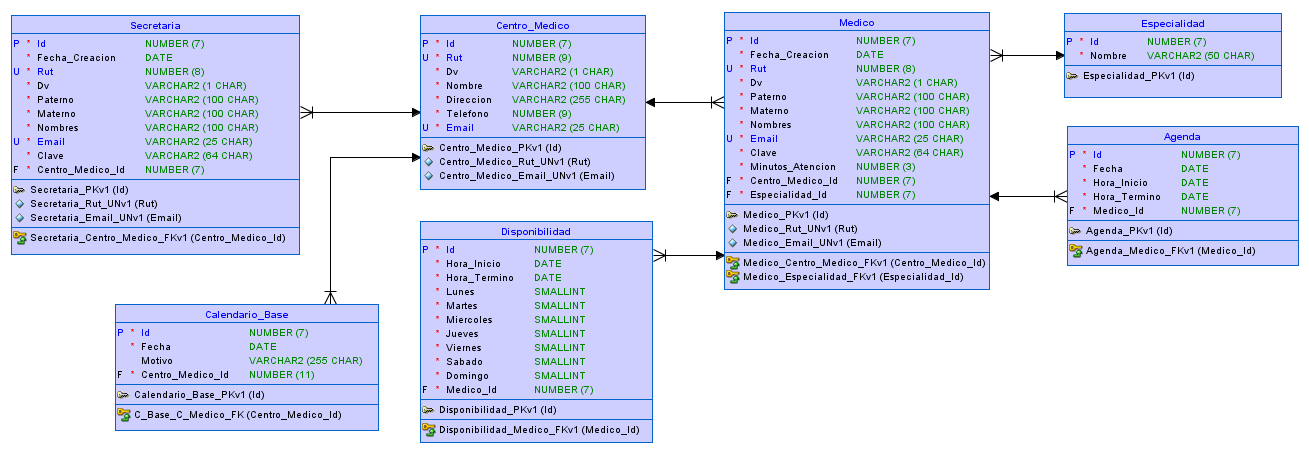 Secretaria
P * Id NUMBER (7)
* Fecha_Creacion DATE
U * Rut NUMBER (8)
* Dv VARCHAR2 (1 CHAR)
* Paterno VARCHAR2 (100 CHAR)
* Materno VARCHAR2 (100 CHAR)
* Nombres VARCHAR2 (100 CHAR)
U * Email VARCHAR2 (25 CHAR)
* Clave VARCHAR2 (64 CHAR)
F * Centro_Medico_Id NUMBER (7)
Secretaria_PKv1 (Id)
Secretaria_Rut_UNv1 (Rut)
Secretaria_Email_UNv1 (Email)
Secretaria_Centro_Medico_FKv1 (Centro_Medico_Id)
Centro_Medico
P * Id NUMBER (7)
U * Rut NUMBER (9)
* Dv VARCHAR2 (1 CHAR)
* Nombre VARCHAR2 (100 CHAR)
* Direccion VARCHAR2 (255 CHAR)
* Telefono NUMBER (9)
U * Email VARCHAR2 (25 CHAR)
Centro_Medico_PKv1 (Id)
Centro_Medico_Rut_UNv1 (Rut)
Centro_Medico_Email_UNv1 (Email)
Medico
P * Id NUMBER (7)
* Fecha_Creacion DATE
U * Rut NUMBER (8)
* Dv VARCHAR2 (1 CHAR)
* Paterno VARCHAR2 (100 CHAR)
* Materno VARCHAR2 (100 CHAR)
* Nombres VARCHAR2 (100 CHAR)
U * Email VARCHAR2 (25 CHAR)
* Clave VARCHAR2 (64 CHAR)
* Minutos_Atencion NUMBER (3)
F * Centro_Medico_Id NUMBER (7)
F * Especialidad_Id NUMBER (7)
Medico_PKv1 (Id)
Medico_Rut_UNv1 (Rut)
Medico_Email_UNv1 (Email)
Medico_Centro_Medico_FKv1 (Centro_Medico_Id)
Medico_Especialidad_FKv1 (Especialidad_Id)
Especialidad
P * Id NUMBER (7)
* Nombre VARCHAR2 (50 CHAR)
Especialidad_PKv1 (Id)
Agenda
P * Id NUMBER (7)
* Fecha DATE
* Hora_Inicio DATE
* Hora_Termino DATE
F * Medico_Id NUMBER (7)
Agenda_PKv1 (Id)
Agenda_Medico_FKv1 (Medico_Id)
Disponibilidad
P * Id NUMBER (7)
* Hora_Inicio DATE
* Hora_Termino DATE
* Lunes SMALLINT
* Martes SMALLINT
* Miercoles SMALLINT
* Jueves SMALLINT
* Viernes SMALLINT
* Sabado SMALLINT
* Domingo SMALLINT
F * Medico_Id NUMBER (7)
Disponibilidad_PKv1 (Id)
Disponibilidad_Medico_FKv1 (Medico_Id)
Calendario_Base
P * Id NUMBER (7)
* Fecha DATE
Motivo VARCHAR2 (255 CHAR)
F * Centro_Medico_Id NUMBER (11)
Calendario_Base_PKv1 (Id)
C_Base_C_Medico_FK (Centro_Medico_Id)